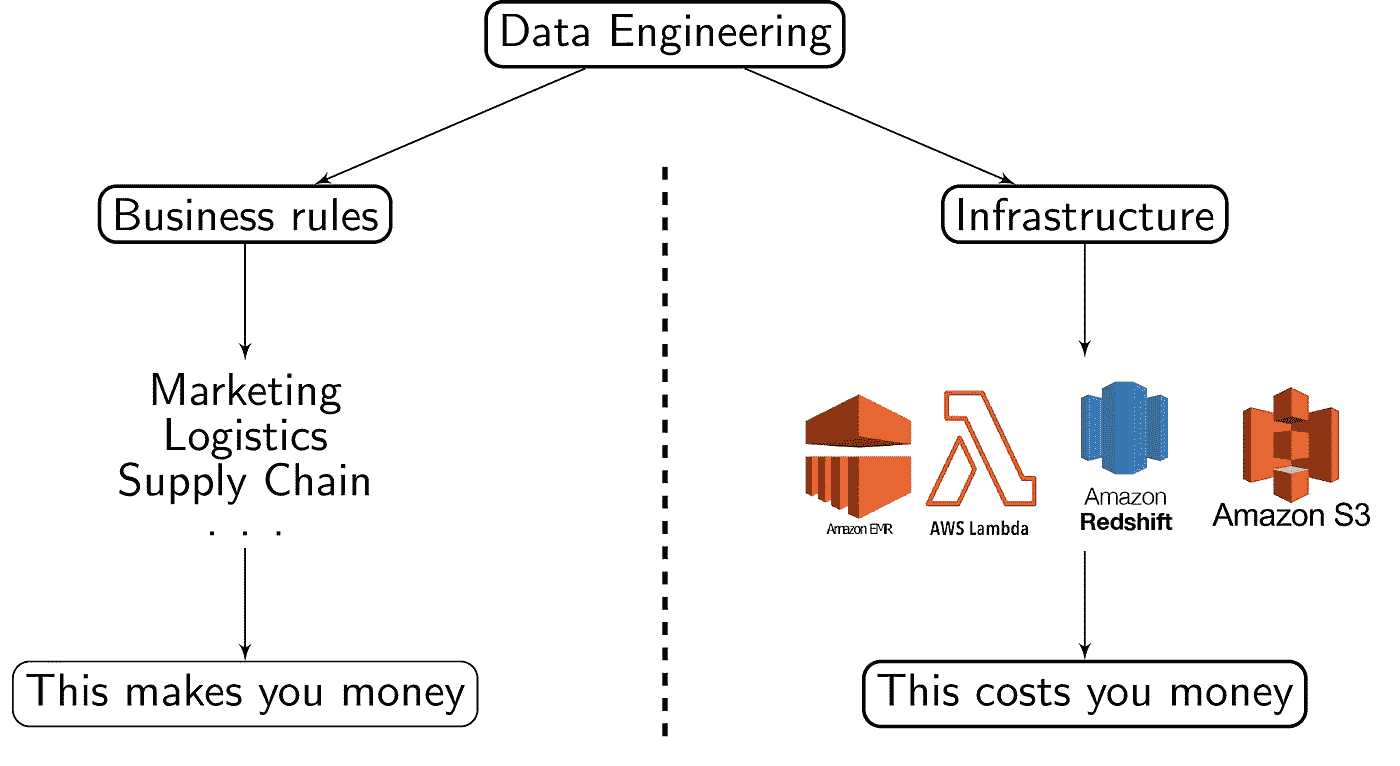 Data Engineering
Business rules
Infrastructure
Marketing
Logistics
Supply Chain
. . .
Amazon EMR
AWS Lambda
Amazon
Redshift
Amazon S3
This makes you money
This costs you money